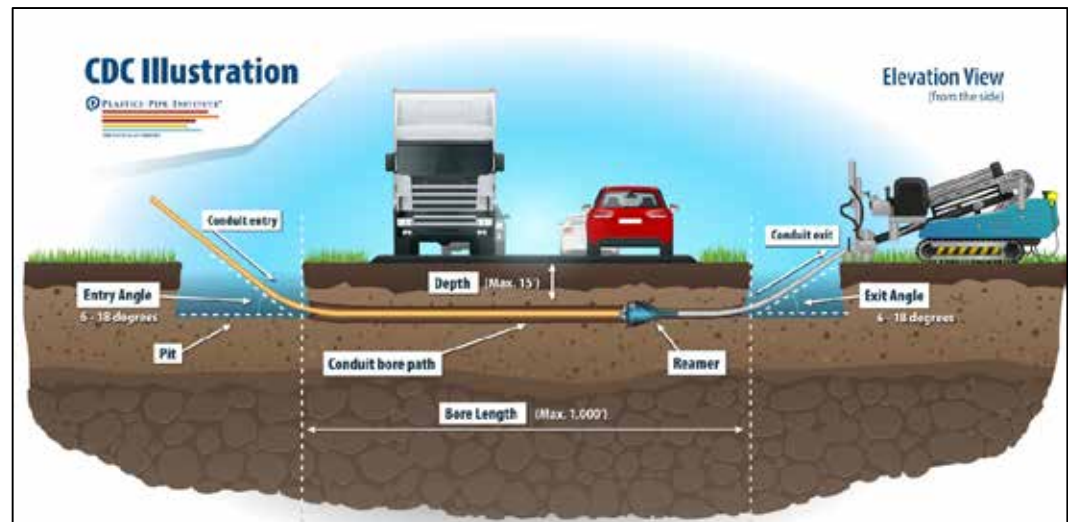 CDC Illustration
PLASTICS PIPE INSTITUTE®
Elevation View
(from the side)
Conduit entry
Conduit exit
Depth (Max. 15')
Entry Angle
6 - 18 degrees
Exit Angle
6 - 18 degrees
Pit
Conduit bore path
Reamer
Bore Length (Max. 1,000')